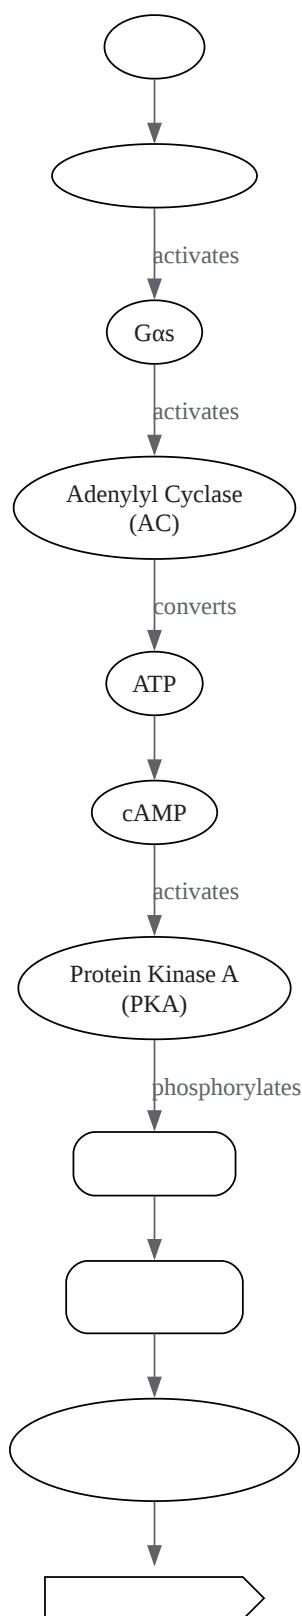 activates
Gαs
activates
Adenylyl Cyclase
(AC)
converts
ATP
cAMP
activates
Protein Kinase A
(PKA)
phosphorylates